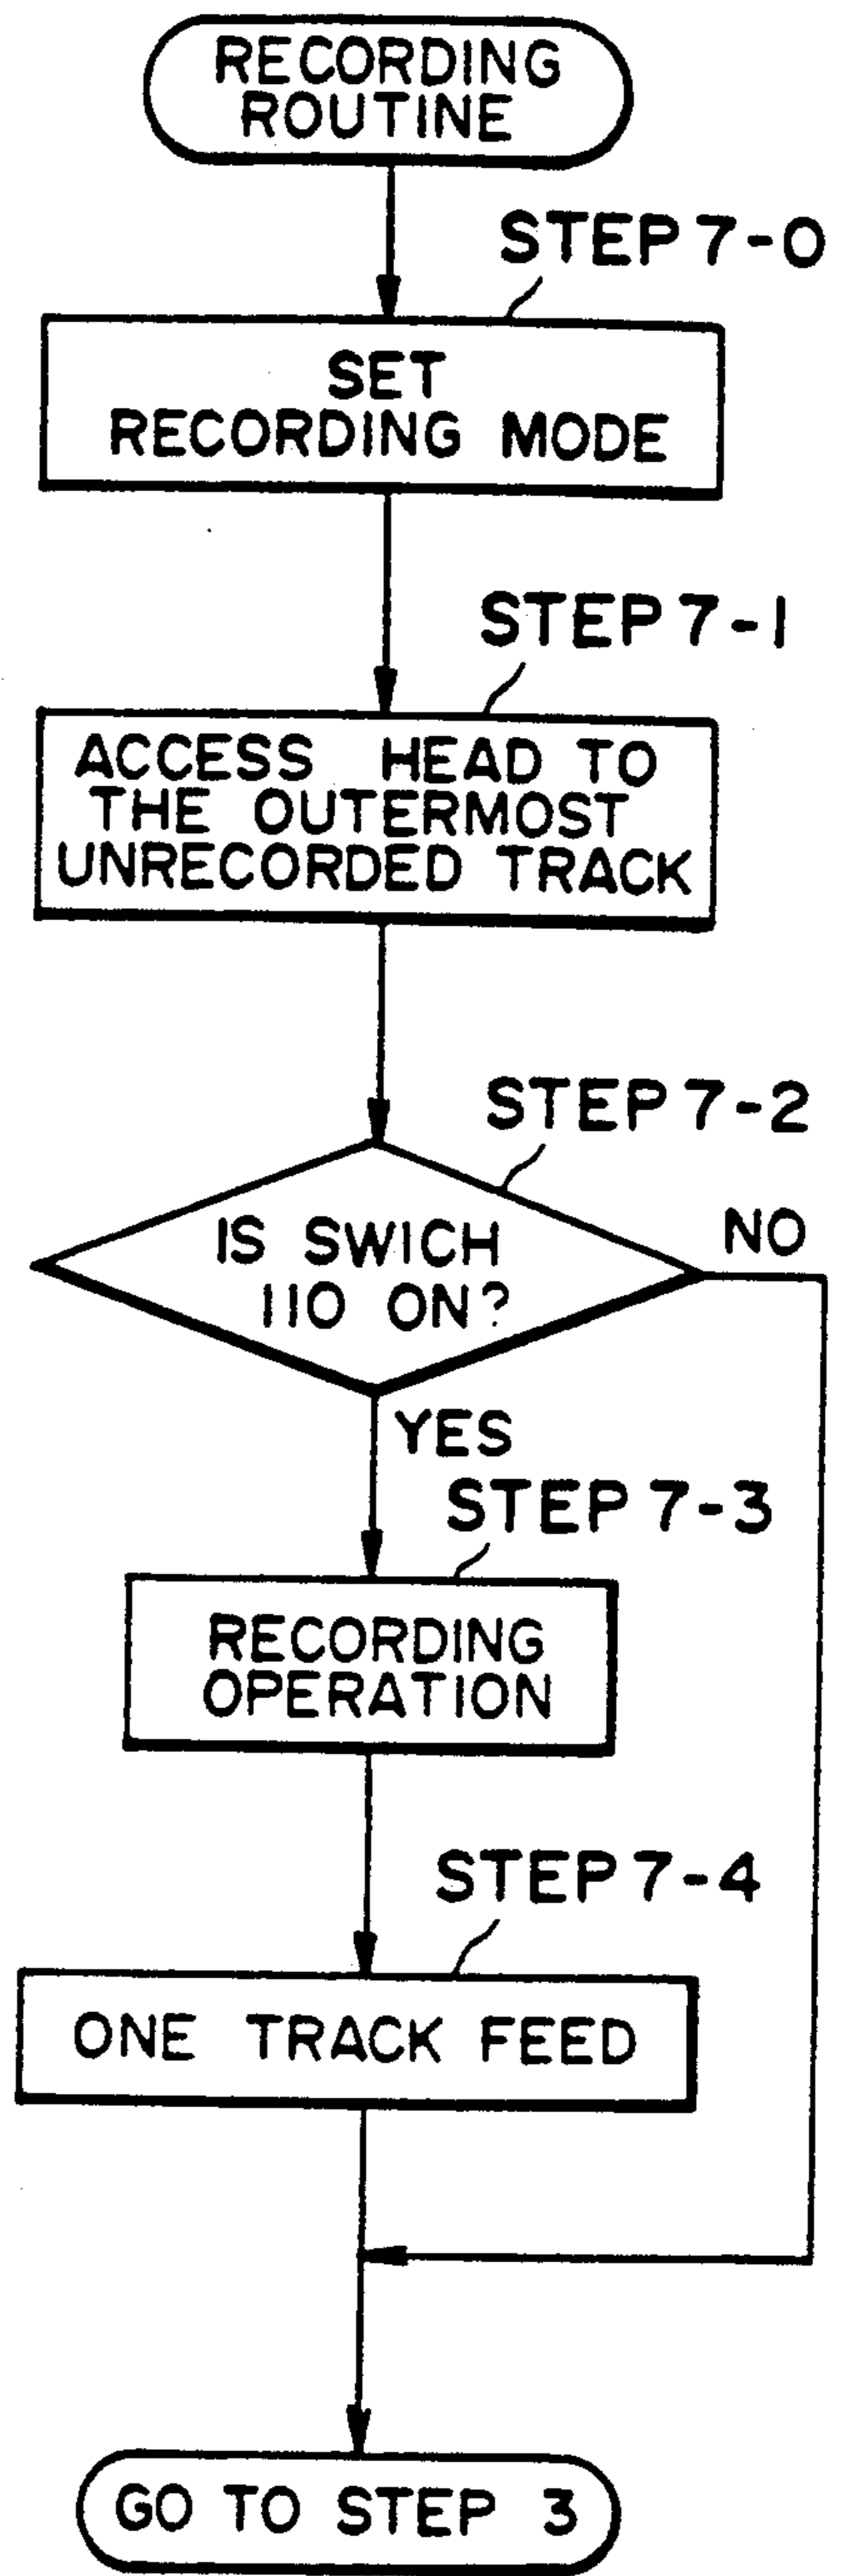 RECORDING
ROUTINE
STEP 7-0
SET
RECORDING MODE
STEP 7-1
ACCESS HEAD TO
THE OUTERMOST
UNRECORDED TRACK
STEP 7-2
IS SWICH
110 ON?
NO
YES
STEP 7-3
RECORDING
OPERATION
STEP 7-4
ONE TRACK FEED
GO TO STEP 3